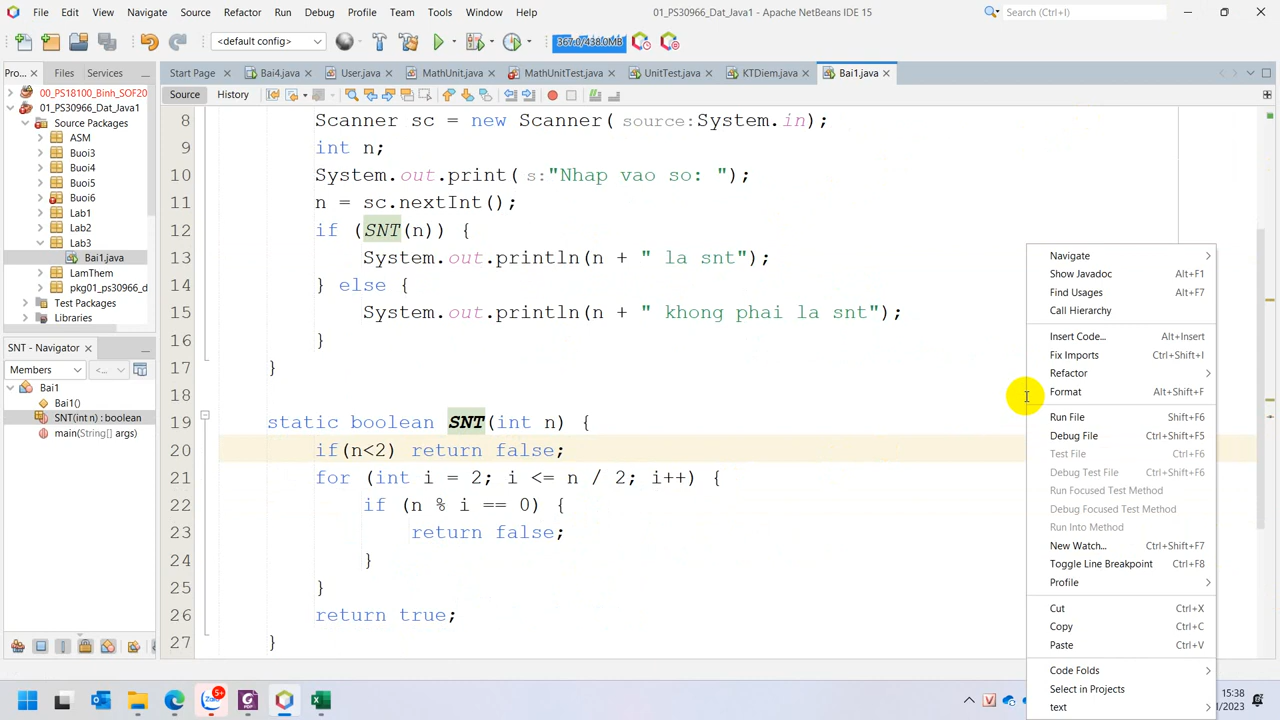 File Edit View Navigate Source Refactor Run Debug Profile Team Tools Window Help
01_PS30966_Dat_Java1 - Apache NetBeans IDE 15
Search (Ctrl+I)
<default config>
367.0/438.0MB
Pro... Files Services
Start Page Bai4.java User.java MathUnit.java MathUnitTest.java UnitTest.java KTDiem.java Bai1.java
Source History
00_PS18100_Binh_SOF20
01_PS30966_Dat_Java1
Source Packages
ASM
Buoi3
Buoi4
Buoi5
Buoi6
Lab1
Lab2
Lab3
Bai1.java
LamThem
pkg01_ps30966_d
Test Packages
Libraries
SNT - Navigator
Members
<...
Bai1
Bai1()
SNT(int n) : boolean
main(String[] args)
8 Scanner sc = new Scanner( source:System.in);
9 int n;
10 System.out.print( s:"Nhap vao so: ");
11 n = sc.nextInt();
12 if (SNT(n)) {
13 System.out.println(n + " la snt");
14 } else {
15 System.out.println(n + " khong phai la snt");
16 }
17 }
18
19 static boolean SNT(int n) {
20 if(n<2) return false;
21 for (int i = 2; i <= n / 2; i++) {
22 if (n % i == 0) {
23 return false;
24 }
25 }
26 return true;
27 }
Navigate
Show Javadoc Alt+F1
Find Usages Alt+F7
Call Hierarchy
Insert Code... Alt+Insert
Fix Imports Ctrl+Shift+I
Refactor
Format Alt+Shift+F
Run File Shift+F6
Debug File Ctrl+Shift+F5
Test File Ctrl+F6
Debug Test File Ctrl+Shift+F6
Run Focused Test Method
Debug Focused Test Method
Run Into Method
New Watch... Ctrl+Shift+F7
Toggle Line Breakpoint Ctrl+F8
Profile
Cut Ctrl+X
Copy Ctrl+C
Paste Ctrl+V
Code Folds
Select in Projects
text
Zalo
5+
15:38
1/2023